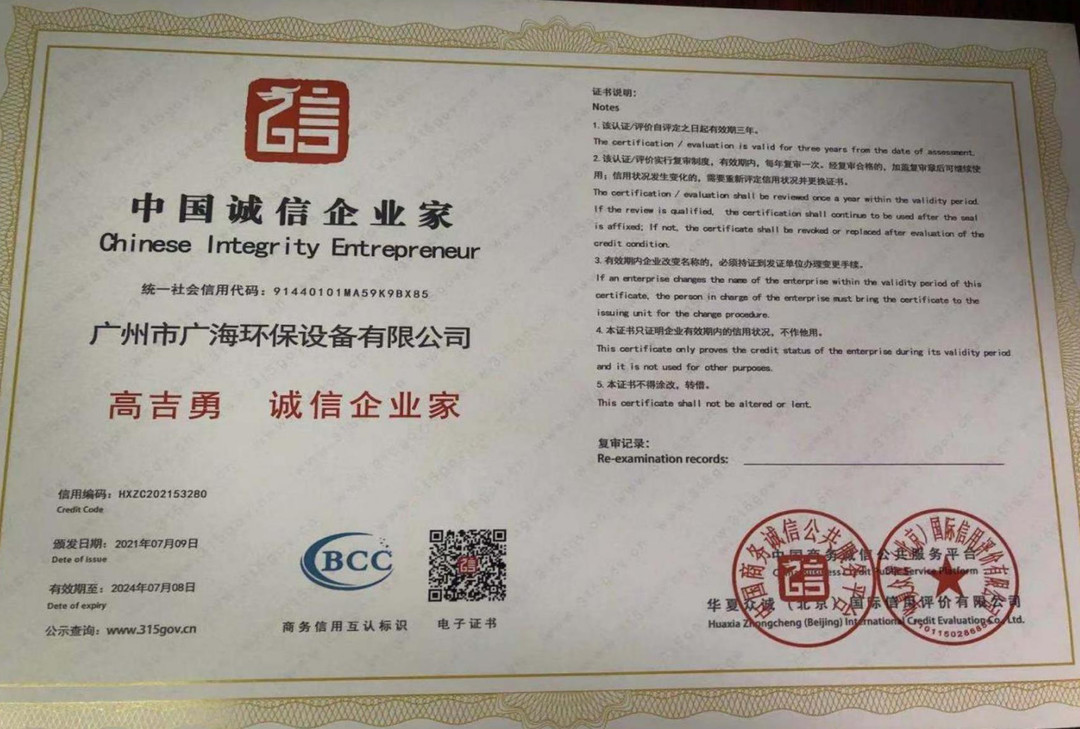 信
中国诚信企业家
Chinese Integrity Entrepreneur
统一社会信用代码：91440101MA59K9BX85
广州市广海环保设备有限公司
高吉勇 诚信企业家
信用编码：HXZC202153280
Credit Code
颁发日期：2021年07月09日
Date of issue
有效期至：2024年07月08日
Date of expiry
公示查询：www.315gov.cn
BCC
商务信用互认标识
电子证书
证书说明：
Notes
1. 该认证/评价自评定之日起有效期三年。
The certification / evaluation is valid for three years from the date of assessment.
2. 该认证/评价实行复审制度，有效期内，每年复审一次。经复审合格的，加盖复审章后可继续使
用；信用状况发生变化的，需要重新评定信用状况并更换证书。
The certification / evaluation shall be reviewed once a year within the validity period.
If the review is qualified, the certification shall continue to be used after the seal
is affixed; If not, the certificate shall be revoked or replaced after evaluation of the
credit condition.
3. 有效期内企业改变名称的，必须持证到发证单位办理变更手续。
If an enterprise changes the name of the enterprise within the validity period of this
certificate, the person in charge of the enterprise must bring the certificate to the
issuing unit for the change procedure.
4. 本证书只证明企业有效期内的信用状况，不作他用。
This certificate only proves the credit status of the enterprise during its validity period
and it is not used for other purposes.
5. 本证书不得涂改，转借。
This certificate shall not be altered or lent.
复审记录：
Re-examination records:
中国商务诚信公共服务平台
China Business Credit Public Service Platform
华夏众诚（北京）国际信用评价有限公司
Huaxia Zhongcheng (Beijing) International Credit Evaluation Co., Ltd.
中国商务诚信公共服务平台